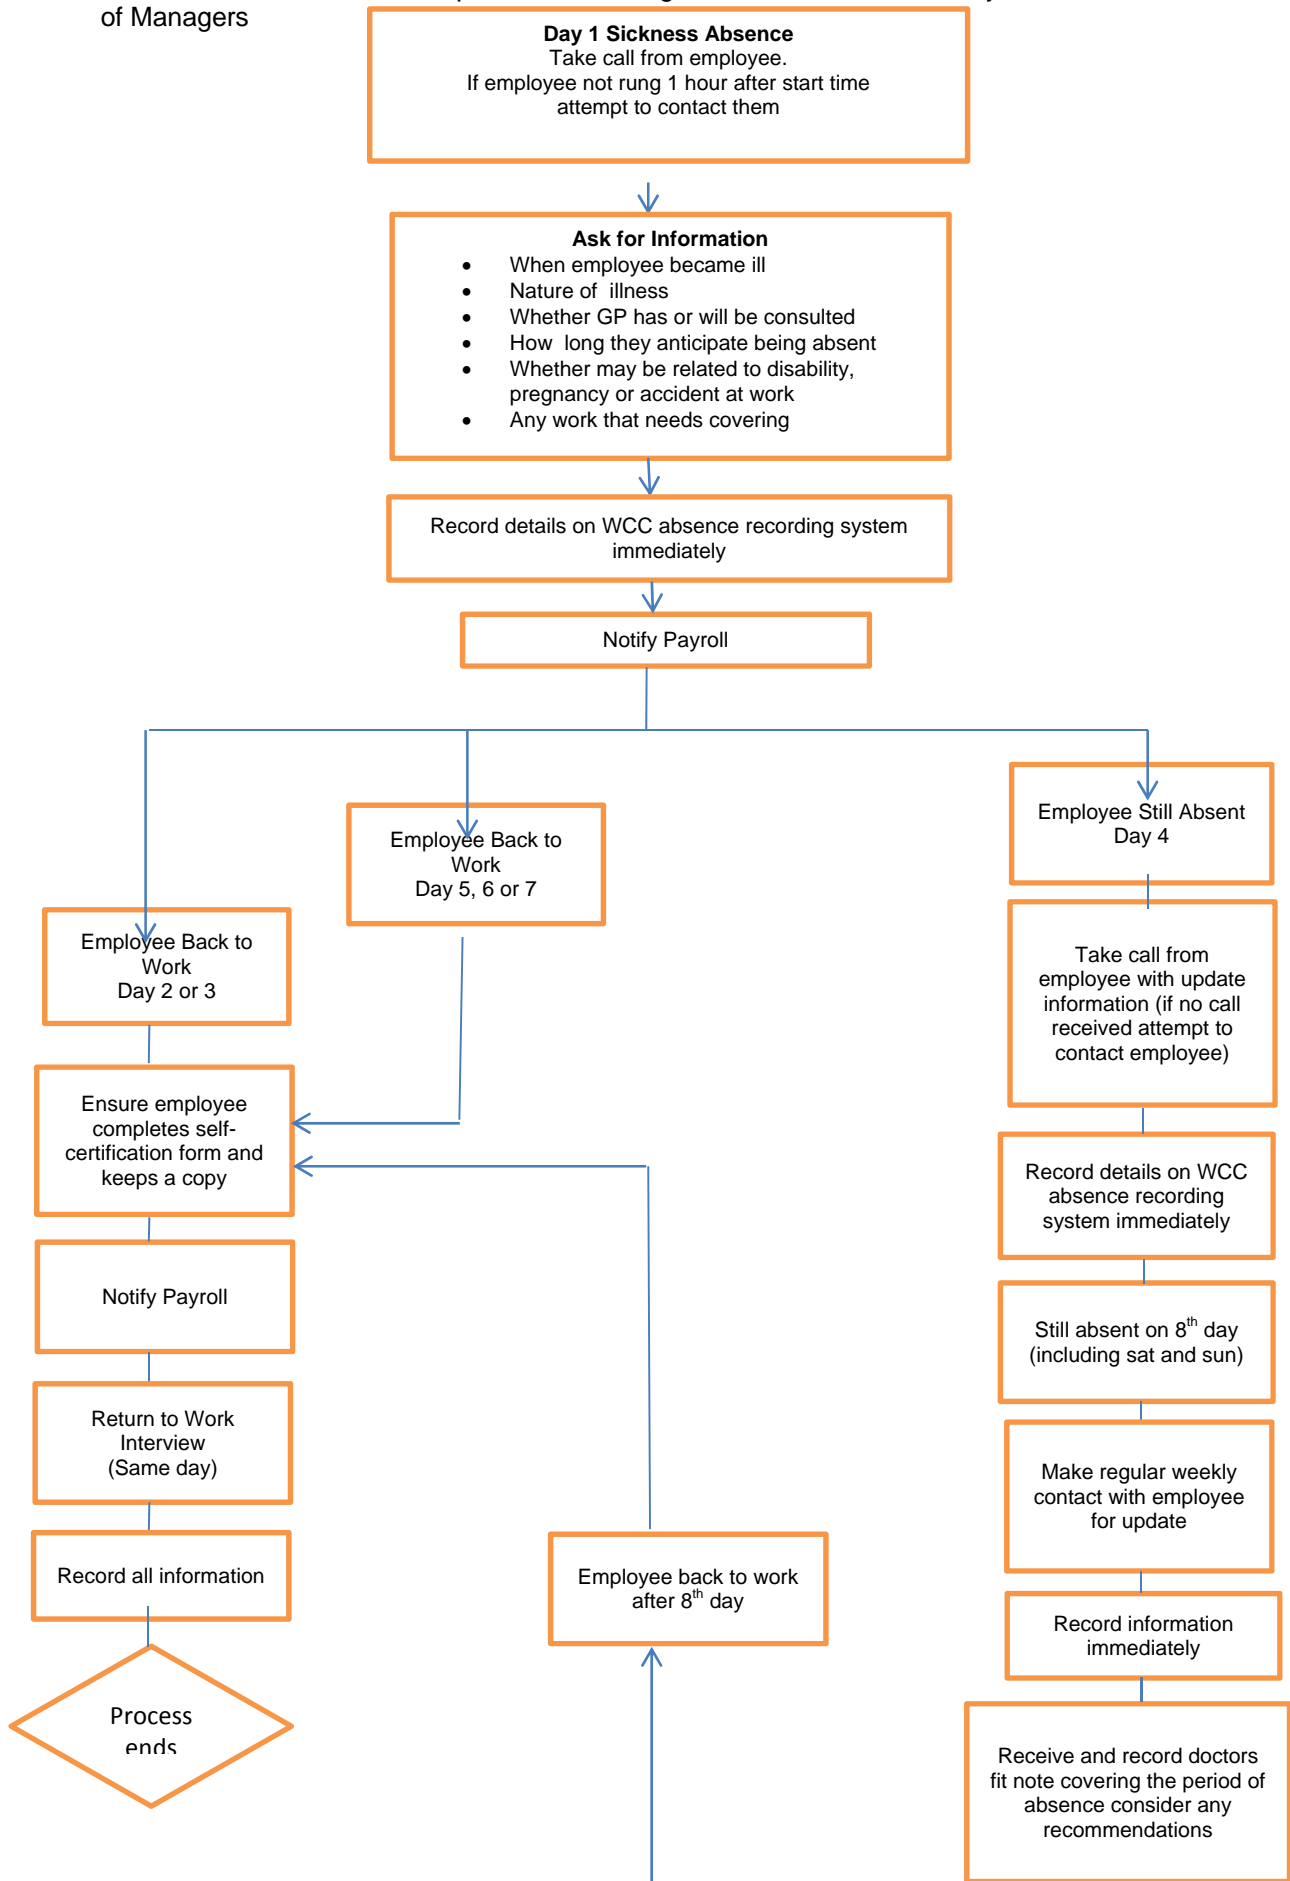 of Managers
Day 1 Sickness Absence
Take call from employee.
If employee not rung 1 hour after start time
attempt to contact them
Ask for Information
• When employee became ill
• Nature of  illness
• Whether GP has or will be consulted
• How  long they anticipate being absent
• Whether may be related to disability,
pregnancy or accident at work
• Any work that needs covering
Record details on WCC absence recording system
immediately
Notify Payroll
Employee Back to
Work
Day 2 or 3
Ensure employee
completes self-
certification form and
keeps a copy
Notify Payroll
Return to Work
Interview
(Same day)
Record all information
Process
ends
Employee Back to
Work
Day 5, 6 or 7
Employee back to work
after 8th day
Employee Still Absent
Day 4
Take call from
employee with update
information (if no call
received attempt to
contact employee)
Record details on WCC
absence recording
system immediately
Still absent on 8th day
(including sat and sun)
Make regular weekly
contact with employee
for update
Record information
immediately
Receive and record doctors
fit note covering the period of
absence consider any
recommendations